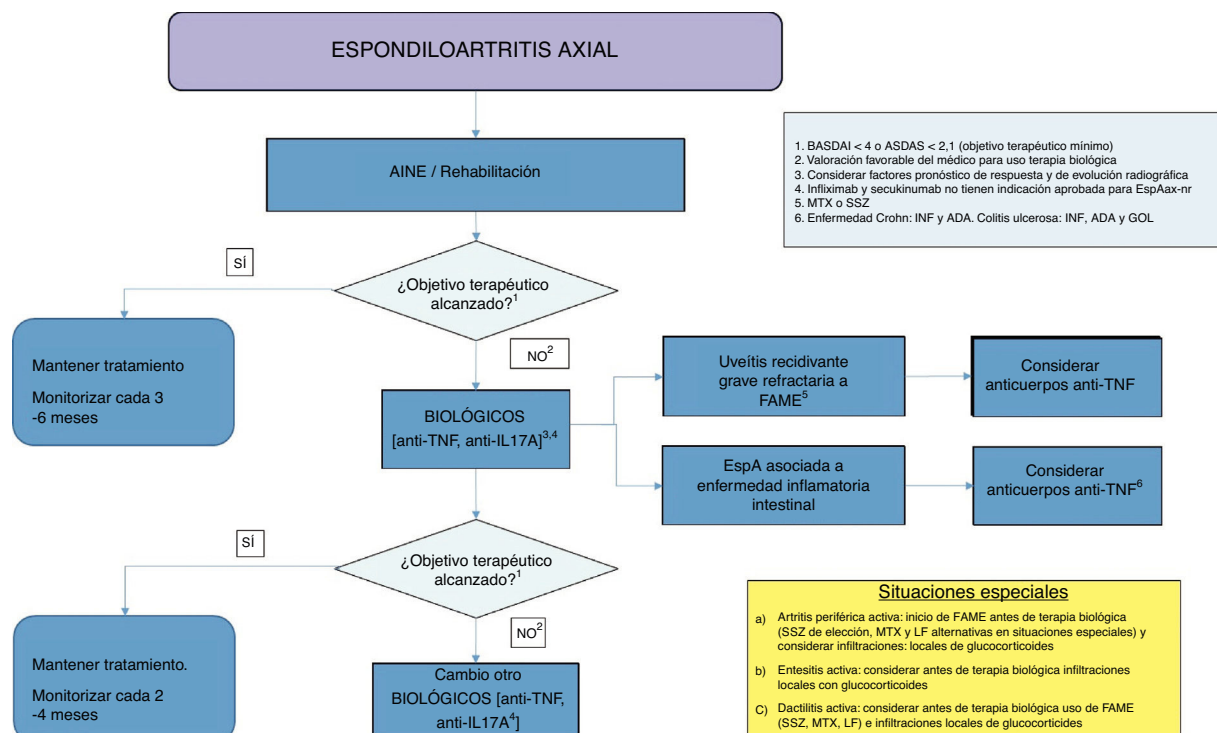 ESPONDILOARTRITIS AXIAL
AINE / Rehabilitación
1. BASDAI < 4 o ASDAS < 2,1 (objetivo terapéutico mínimo)
2. Valoración favorable del médico para uso terapia biológica
3. Considerar factores pronóstico de respuesta y de evolución radiográfica
4. Infliximab y secukinumab no tienen indicación aprobada para EspAax-nr
5. MTX o SSZ
6. Enfermedad Crohn: INF y ADA. Colitis ulcerosa: INF, ADA y GOL
SÍ
¿Objetivo terapéutico
alcanzado?1
NO2
Mantener tratamiento
Monitorizar cada 3
-6 meses
BIOLÓGICOS
[anti-TNF, anti-IL17A]3,4
Uveítis recidivante
grave refractaria a
FAME5
Considerar
anticuerpos anti-TNF
EspA asociada a
enfermedad inflamatoria
intestinal
Considerar
anticuerpos anti-TNF6
SÍ
¿Objetivo terapéutico
alcanzado?1
NO2
Mantener tratamiento.
Monitorizar cada 2
-4 meses
Cambio otro
BIOLÓGICOS [anti-TNF,
anti-IL17A4]
Situaciones especiales
a) Artritis periférica activa: inicio de FAME antes de terapia biológica
(SSZ de elección, MTX y LF alternativas en situaciones especiales) y
considerar infiltraciones: locales de glucocorticoides
b) Entesitis activa: considerar antes de terapia biológica infiltraciones
locales con glucocorticoides
C) Dactilitis activa: considerar antes de terapia biológica uso de FAME
(SSZ, MTX, LF) e infiltraciones locales de glucocorticides